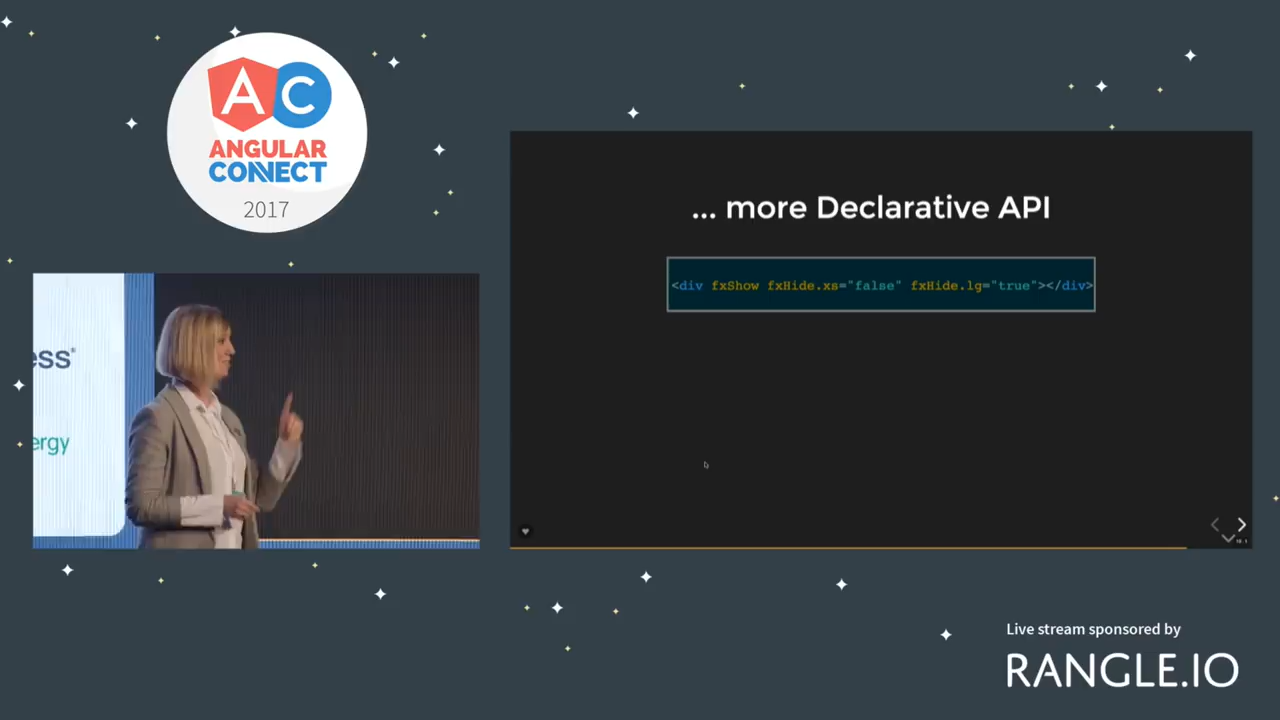 AC
ANGULAR
CONNECT
2017
ess
ergy
... more Declarative API
<div fxShow fxHide.xs="false" fxHide.lg="true"></div>
Live stream sponsored by
RANGLE.IO